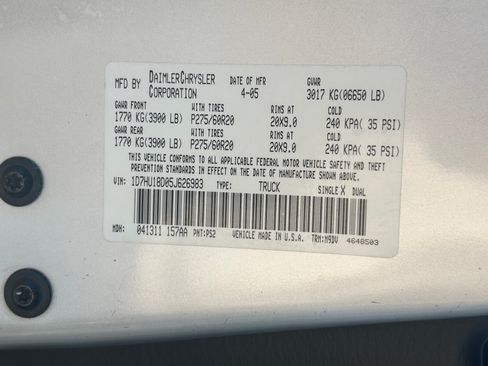 MFD BY DAIMLERCHRYSLER CORPORATION DATE OF MFR 4-05 GVWR 3017 KG(06650 LB)
GAWR FRONT WITH TIRES RIMS AT COLD
1770 KG(3900 LB) P275/60R20 20X9.0 240 KPA( 35 PSI)
GAWR REAR WITH TIRES RIMS AT COLD
1770 KG(3900 LB) P275/60R20 20X9.0 240 KPA( 35 PSI)
THIS VEHICLE CONFORMS TO ALL APPLICABLE FEDERAL MOTOR VEHICLE SAFETY AND THEFT
PREVENTION STANDARDS IN EFFECT ON THE DATE OF MANUFACTURE SHOWN ABOVE.
VIN: 1D7HU18D05J626983 TYPE: TRUCK SINGLE X DUAL
MDH: 041311 157AA PNT:PS2 VEHICLE MADE IN U.S.A. TRM:M9DV 4648503